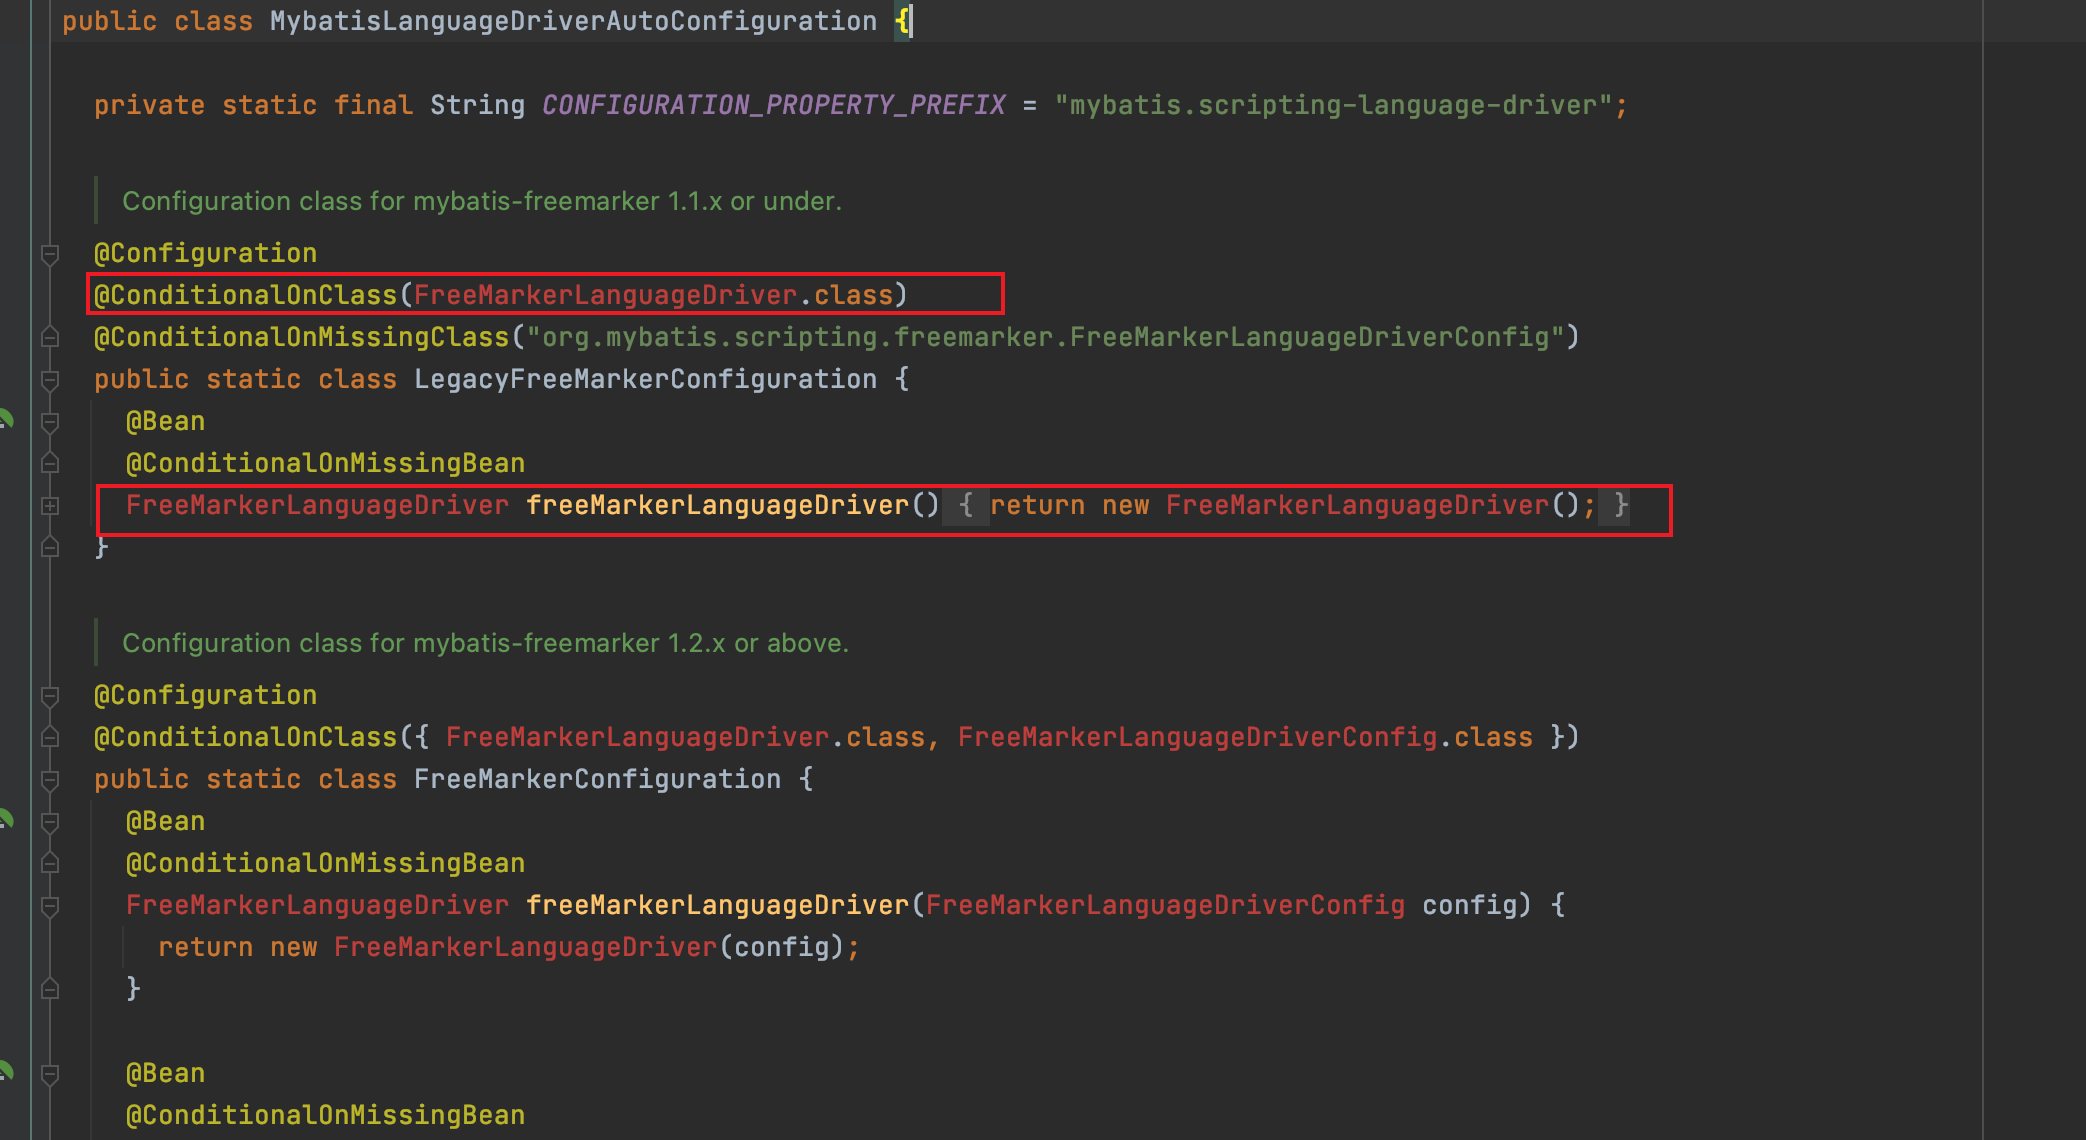 public class MybatisLanguageDriverAutoConfiguration {
private static final String CONFIGURATION_PROPERTY_PREFIX = "mybatis.scripting-language-driver";
Configuration class for mybatis-freemarker 1.1.x or under.
@Configuration
@ConditionalOnClass(FreeMarkerLanguageDriver.class)
@ConditionalOnMissingClass("org.mybatis.scripting.freemarker.FreeMarkerLanguageDriverConfig")
public static class LegacyFreeMarkerConfiguration {
@Bean
@ConditionalOnMissingBean
FreeMarkerLanguageDriver freeMarkerLanguageDriver() { return new FreeMarkerLanguageDriver(); }
}
Configuration class for mybatis-freemarker 1.2.x or above.
@Configuration
@ConditionalOnClass({ FreeMarkerLanguageDriver.class, FreeMarkerLanguageDriverConfig.class })
public static class FreeMarkerConfiguration {
@Bean
@ConditionalOnMissingBean
FreeMarkerLanguageDriver freeMarkerLanguageDriver(FreeMarkerLanguageDriverConfig config) {
return new FreeMarkerLanguageDriver(config);
}
@Bean
@ConditionalOnMissingBean